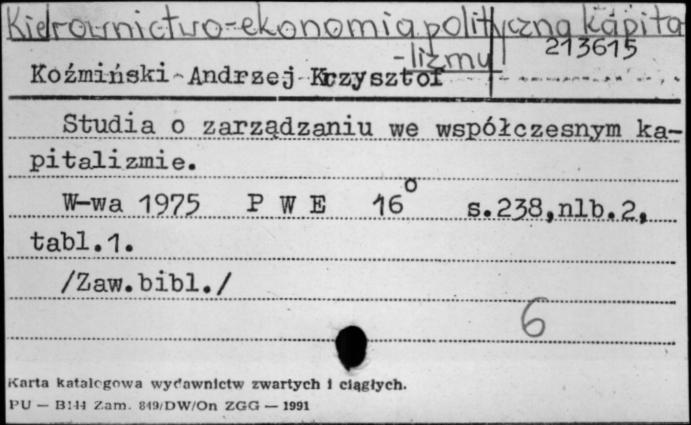 Kierownictwo-ekonomia polityczna kapita
-lizmu
213615
Koźmiński Andrzej Krzysztof
Studia o zarządzaniu we współczesnym ka-
pitalizmie.
W-wa 1975 P W E 16° s.238,nlb.2,
tabl.1.
/Zaw.bibl./
6
Karta katalogowa wydawnictw zwartych i ciągłych.
PU — B144 Zam. 849/DW/On ZGG — 1991